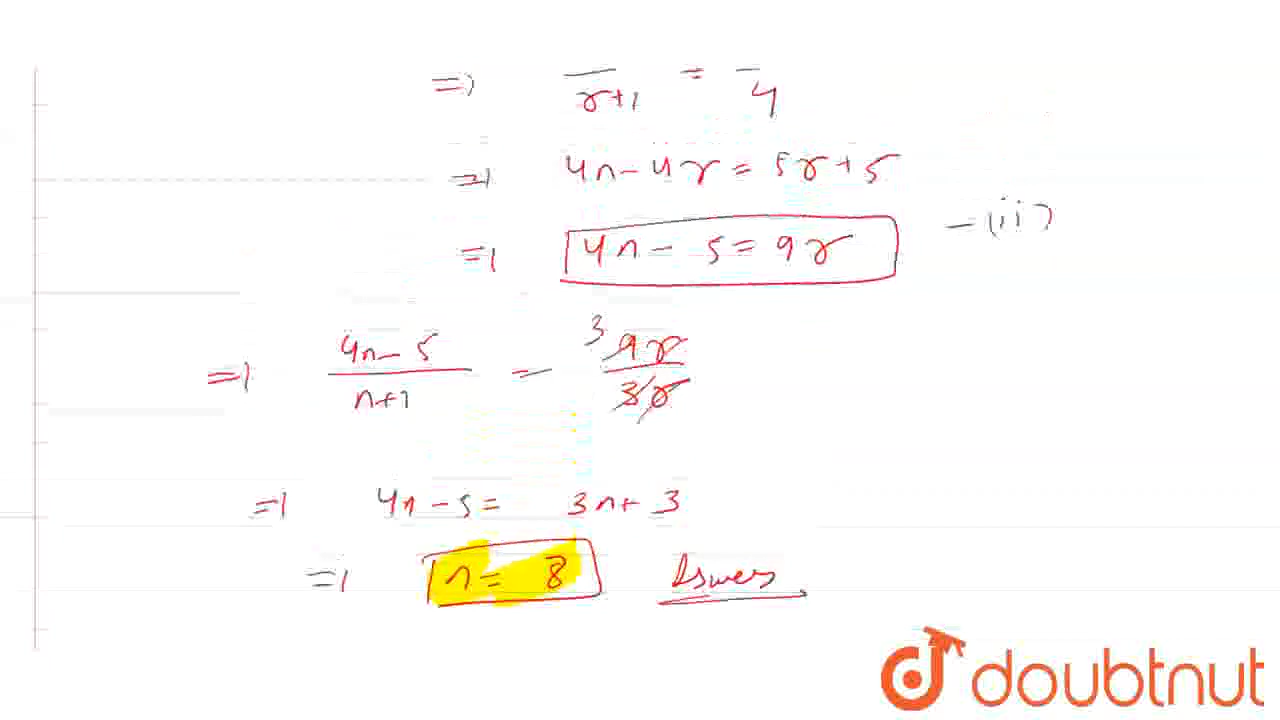 => ― / r+1 = ― / 4
=> 4n - 4r = 5r + 5
=> 4n - 5 = 9r - (ii)
=> 4n - 5 / n+1 = 3 9r / 3r
=> 4n - 5 = 3n + 3
=> n = 8 Answer
doubtnut